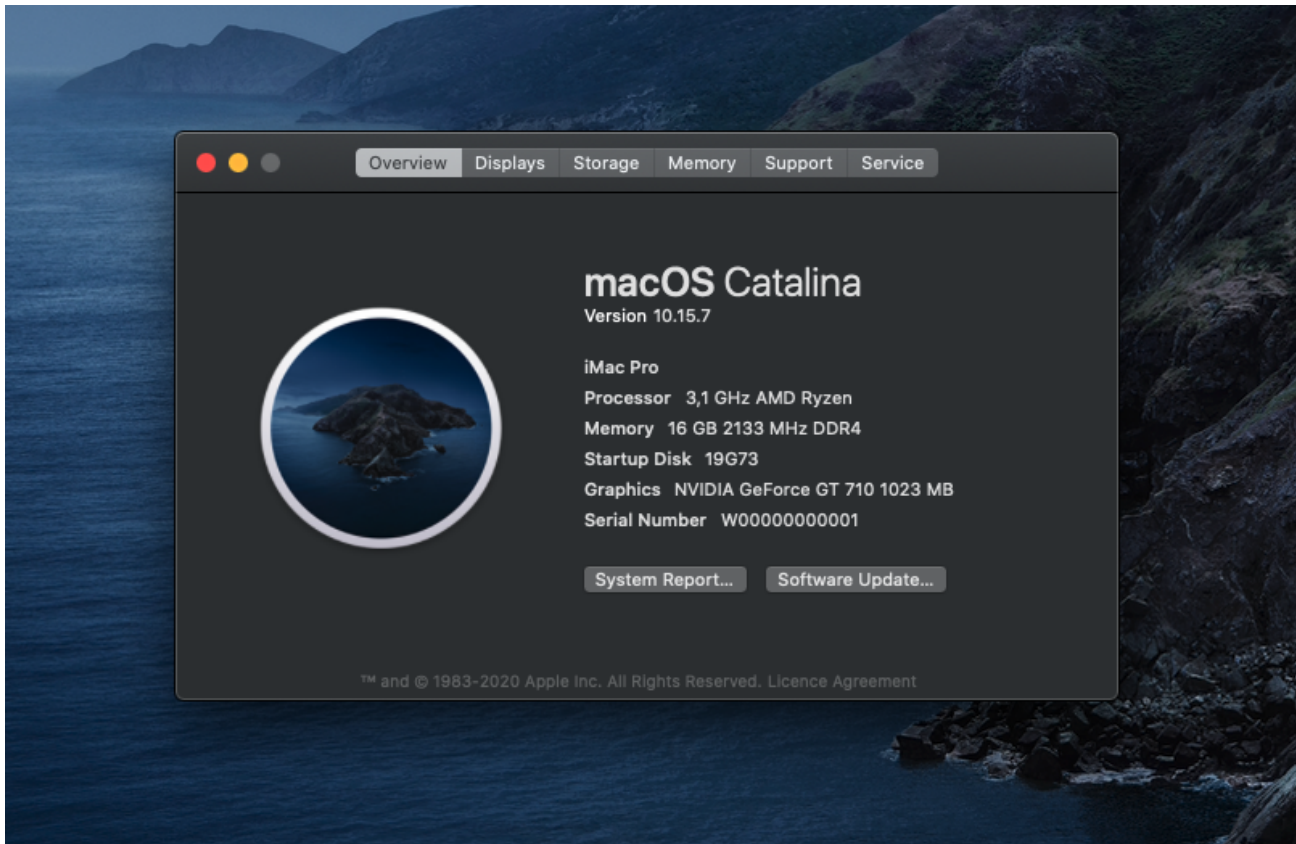 Overview Displays Storage Memory Support Service
macOS Catalina
Version 10.15.7
iMac Pro
Processor 3,1 GHz AMD Ryzen
Memory 16 GB 2133 MHz DDR4
Startup Disk 19G73
Graphics NVIDIA GeForce GT 710 1023 MB
Serial Number W00000000001
System Report... Software Update...
™ and © 1983-2020 Apple Inc. All Rights Reserved. Licence Agreement